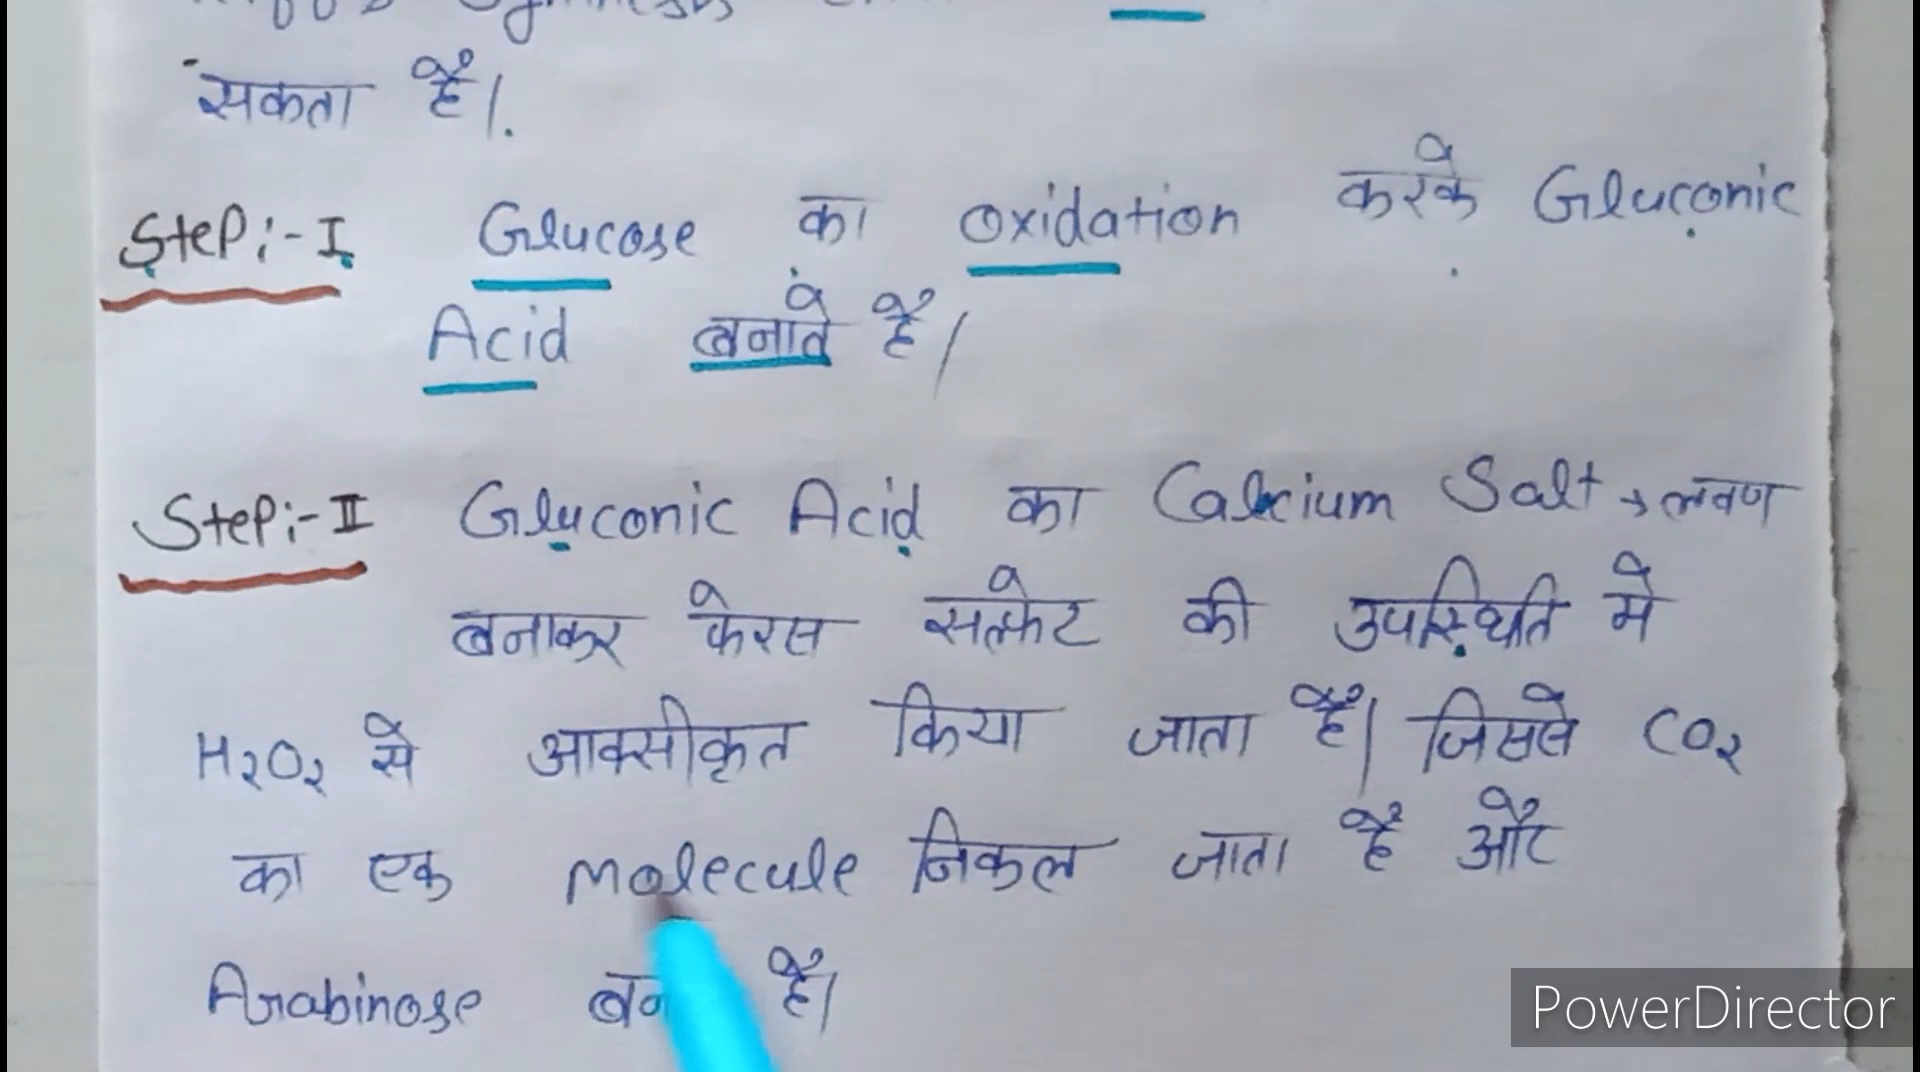 सकता है।
Step:-I Glucose का oxidation करके Gluconic
Acid बनाते है।
Step:-II Gluconic Acid का Calcium Salt → लवण
बनाकर फेरस सल्फेट की उपस्थिति मे
H₂O₂ से आक्सीकृत किया जाता है। जिससे CO₂
का एक molecule निकल जाता है और
Arabinose है।
PowerDirector